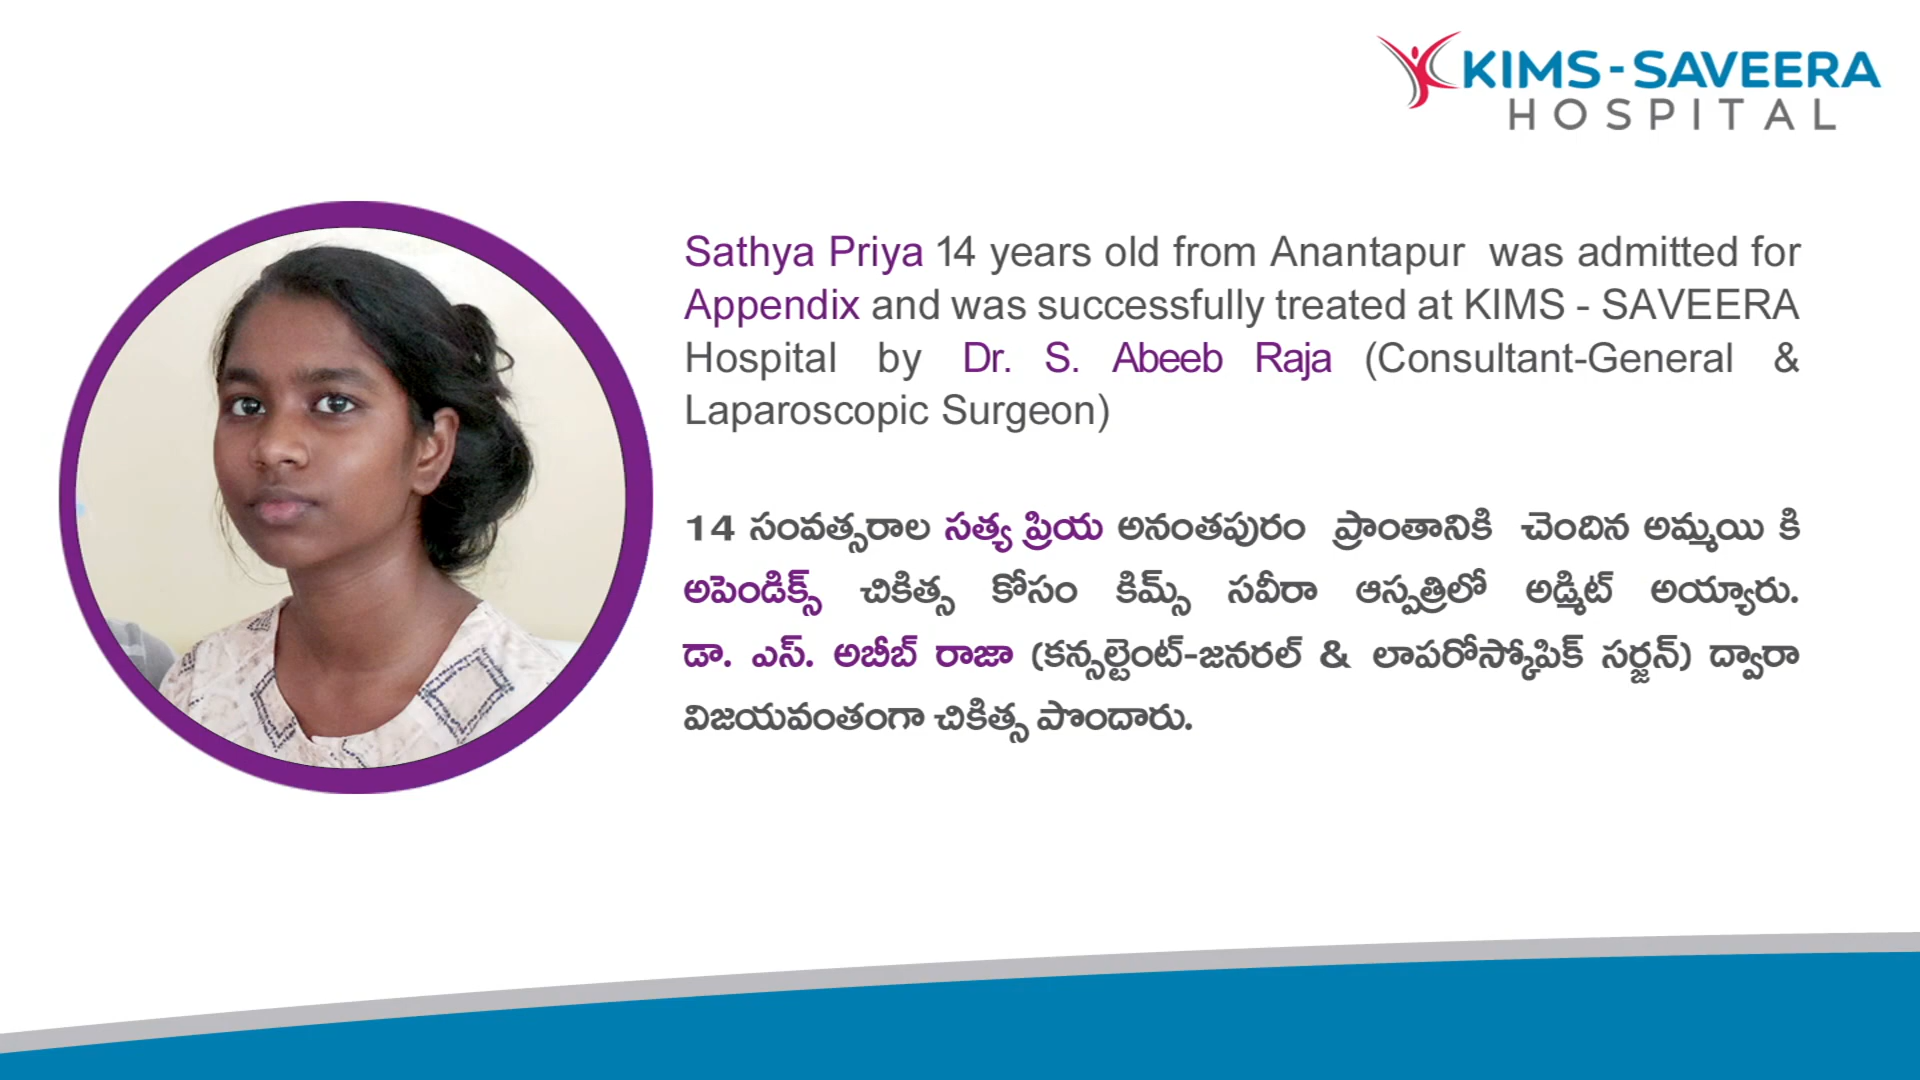 KIMS - SAVEERA
HOSPITAL
Sathya Priya 14 years old from Anantapur was admitted for
Appendix and was successfully treated at KIMS - SAVEERA
Hospital by Dr. S. Abeeb Raja (Consultant-General &
Laparoscopic Surgeon)
14 సంవత్సరాల సత్య ప్రియ అనంతపురం ప్రాంతానికి చెందిన అమ్మయి కి
అపెండిక్స్ చికిత్స కోసం కిమ్స్ సవీరా ఆస్పత్రిలో అడ్మిట్ అయ్యారు.
డా. ఎస్. అబీబ్ రాజా (కన్సల్టెంట్-జనరల్ & లాపరోస్కోపిక్ సర్జన్) ద్వారా
విజయవంతంగా చికిత్స పొందారు.